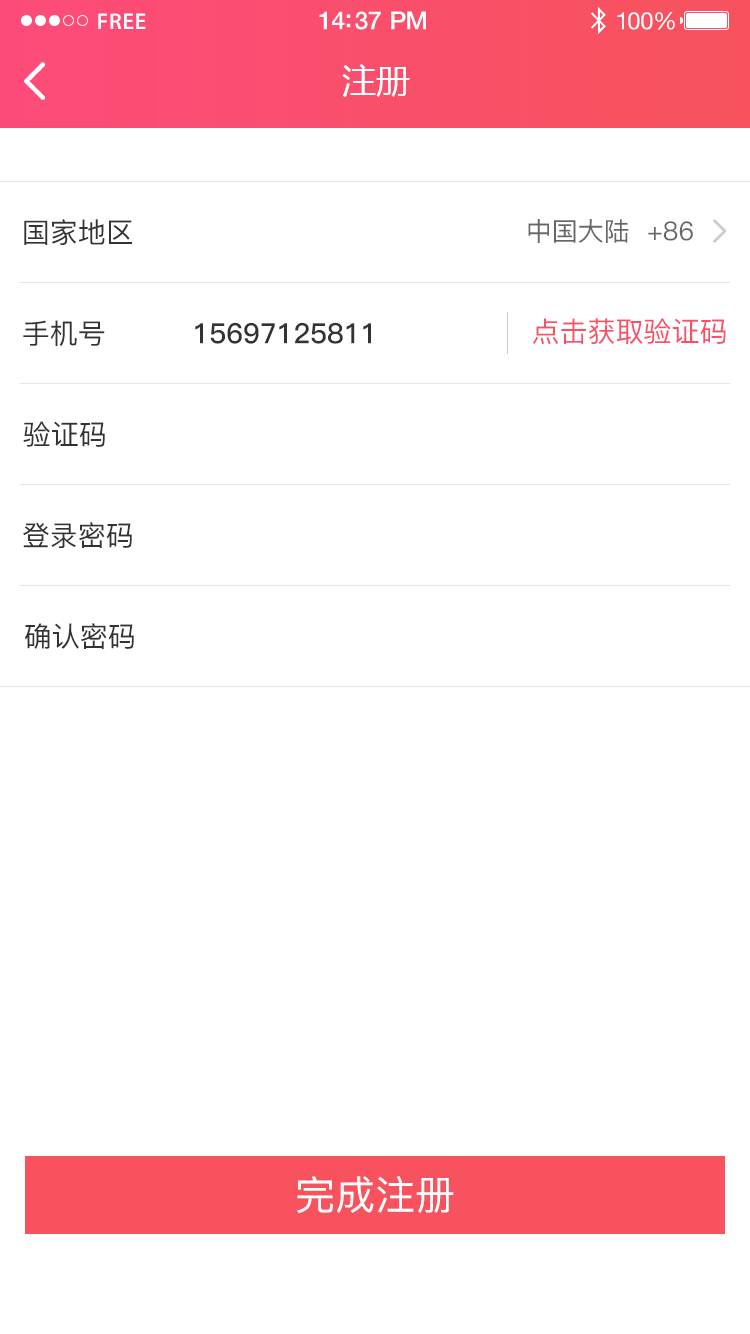 FREE 14:37 PM 100%
注册
国家地区 中国大陆 +86
手机号 15697125811 点击获取验证码
验证码
登录密码
确认密码
完成注册